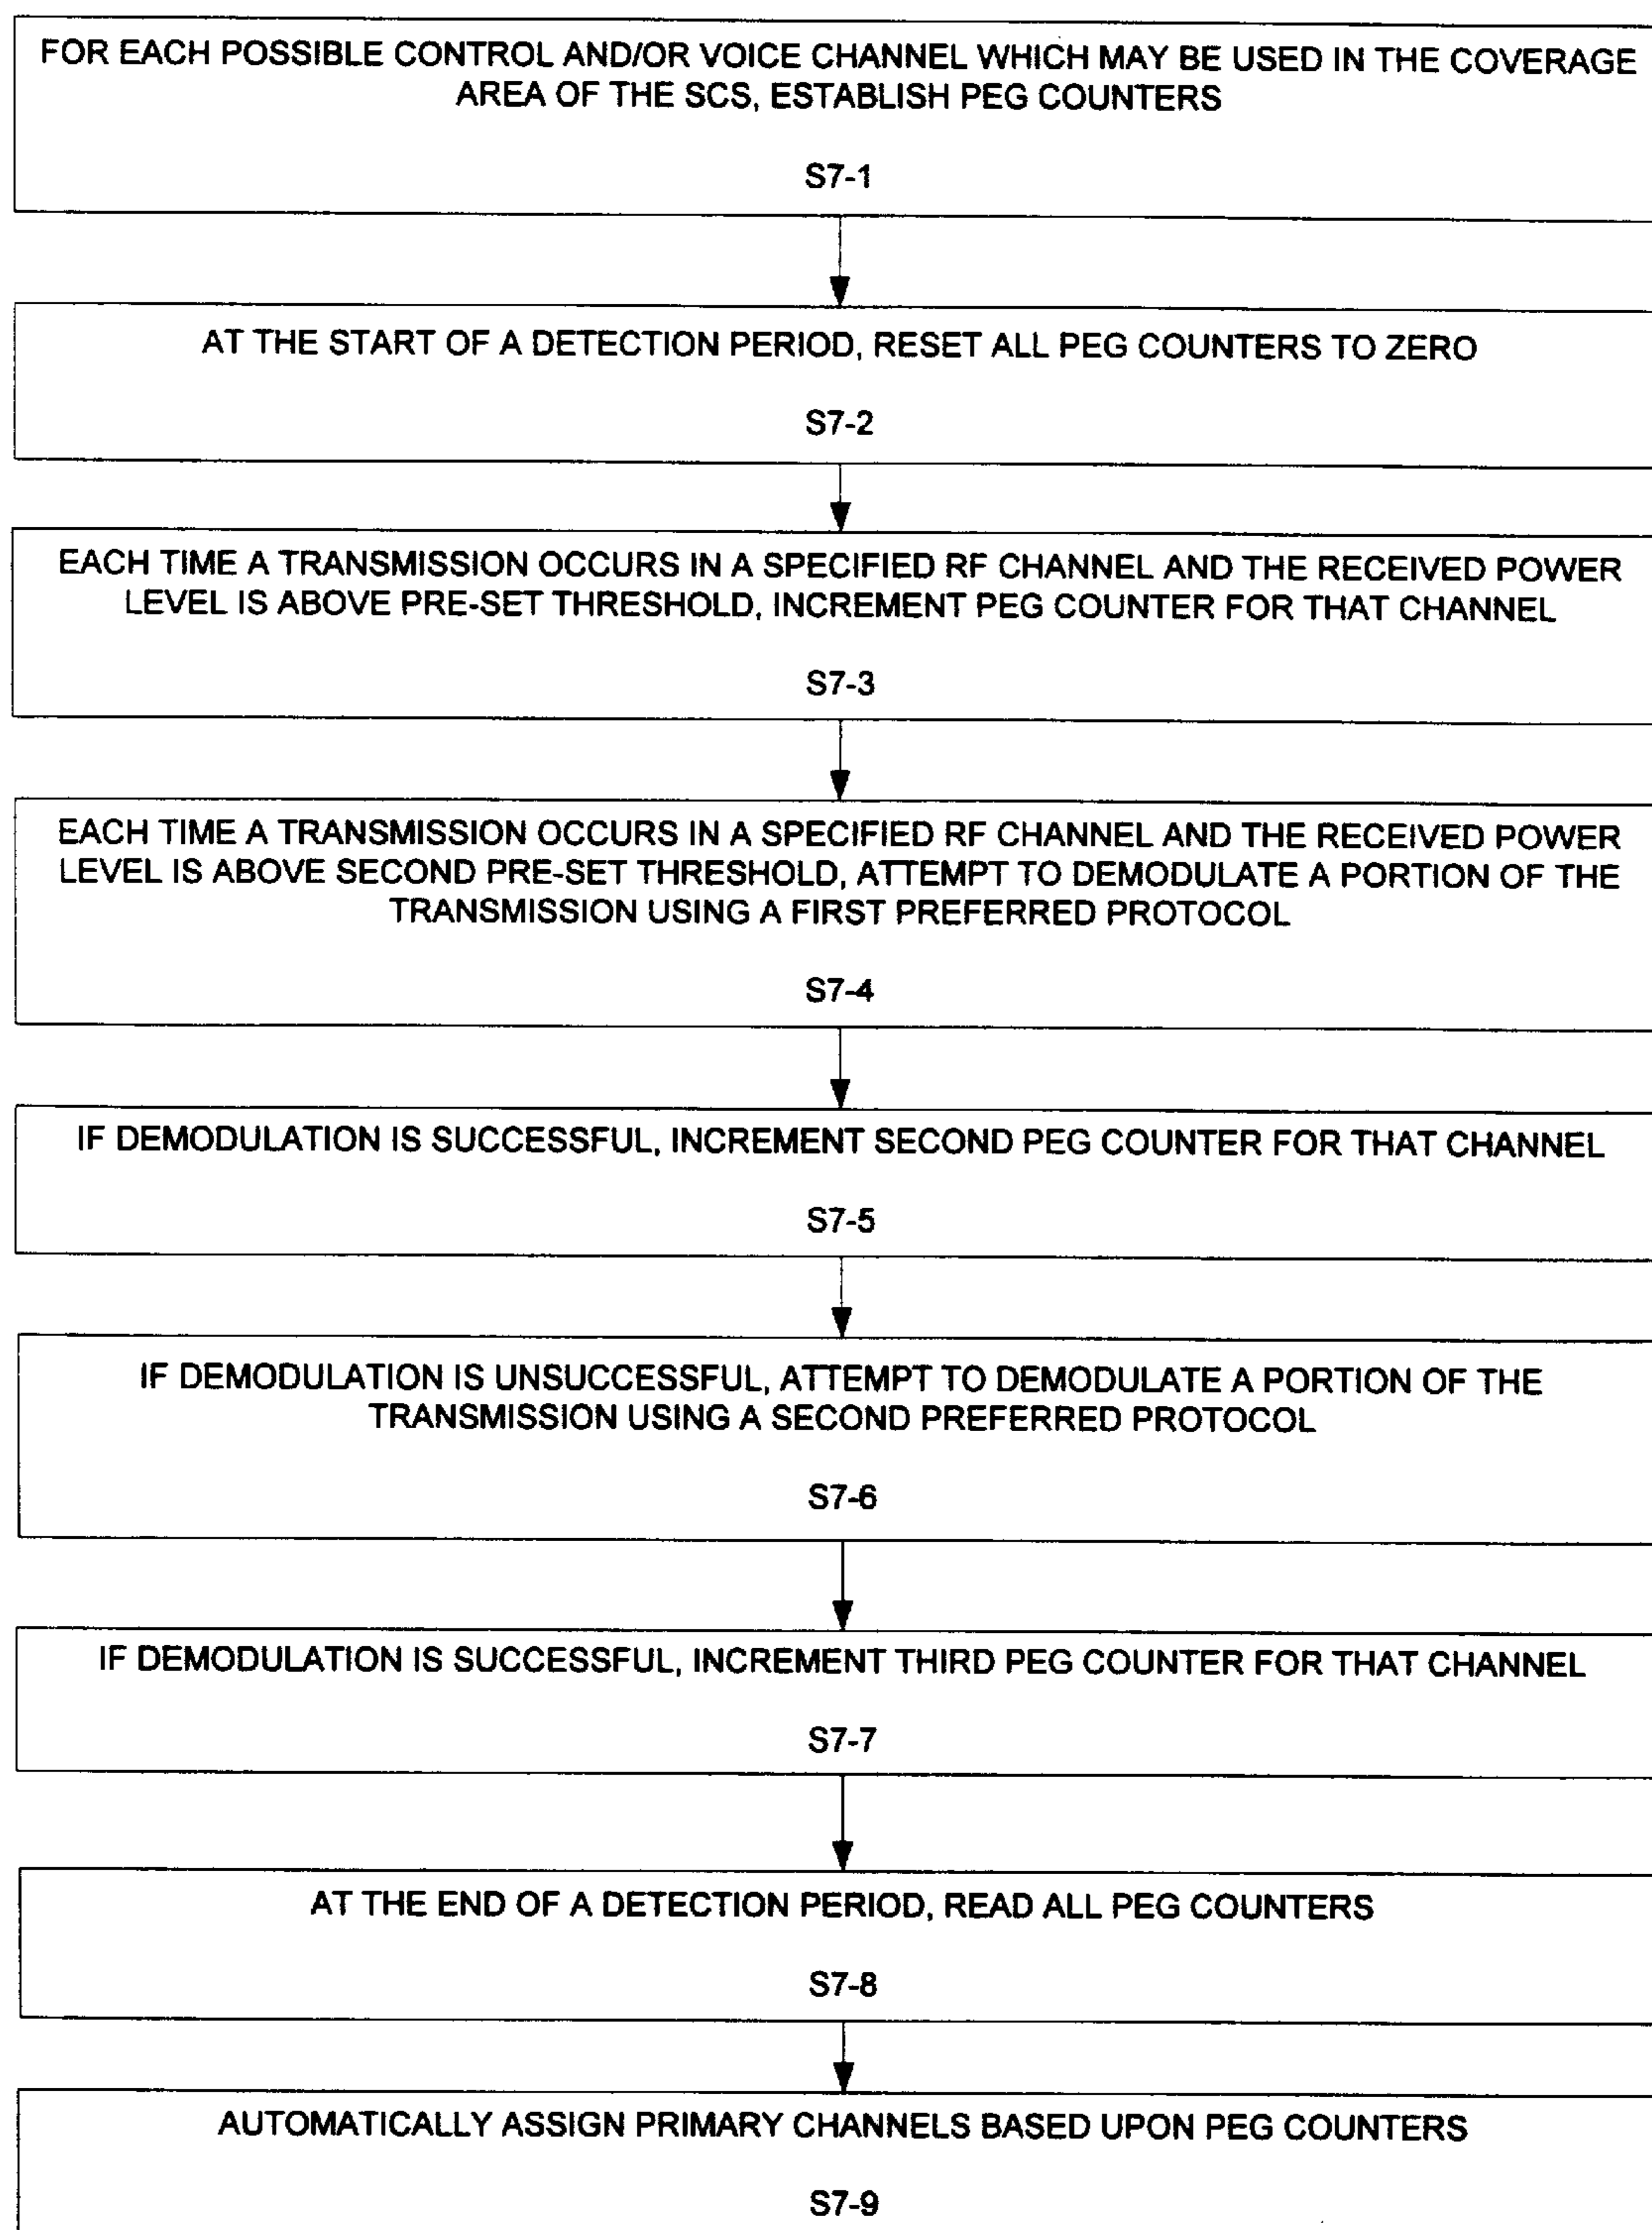 FOR EACH POSSIBLE CONTROL AND/OR VOICE CHANNEL WHICH MAY BE USED IN THE COVERAGE
AREA OF THE SCS, ESTABLISH PEG COUNTERS
S7-1
AT THE START OF A DETECTION PERIOD, RESET ALL PEG COUNTERS TO ZERO
S7-2
EACH TIME A TRANSMISSION OCCURS IN A SPECIFIED RF CHANNEL AND THE RECEIVED POWER
LEVEL IS ABOVE PRE-SET THRESHOLD, INCREMENT PEG COUNTER FOR THAT CHANNEL
S7-3
EACH TIME A TRANSMISSION OCCURS IN A SPECIFIED RF CHANNEL AND THE RECEIVED POWER
LEVEL IS ABOVE SECOND PRE-SET THRESHOLD, ATTEMPT TO DEMODULATE A PORTION OF THE
TRANSMISSION USING A FIRST PREFERRED PROTOCOL
S7-4
IF DEMODULATION IS SUCCESSFUL, INCREMENT SECOND PEG COUNTER FOR THAT CHANNEL
S7-5
IF DEMODULATION IS UNSUCCESSFUL, ATTEMPT TO DEMODULATE A PORTION OF THE
TRANSMISSION USING A SECOND PREFERRED PROTOCOL
S7-6
IF DEMODULATION IS SUCCESSFUL, INCREMENT THIRD PEG COUNTER FOR THAT CHANNEL
S7-7
AT THE END OF A DETECTION PERIOD, READ ALL PEG COUNTERS
S7-8
AUTOMATICALLY ASSIGN PRIMARY CHANNELS BASED UPON PEG COUNTERS
S7-9